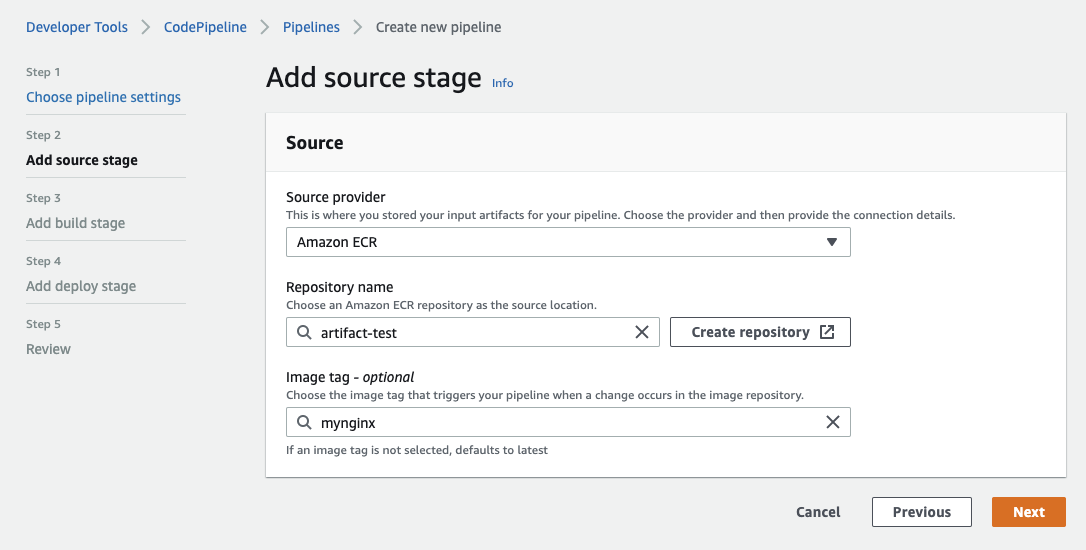 Developer Tools > CodePipeline > Pipelines > Create new pipeline
Step 1
Choose pipeline settings
Step 2
Add source stage
Step 3
Add build stage
Step 4
Add deploy stage
Step 5
Review
Add source stage Info
Source
Source provider
This is where you stored your input artifacts for your pipeline. Choose the provider and then provide the connection details.
Amazon ECR
Repository name
Choose an Amazon ECR repository as the source location.
artifact-test
Create repository
Image tag - optional
Choose the image tag that triggers your pipeline when a change occurs in the image repository.
mynginx
If an image tag is not selected, defaults to latest
Cancel Previous Next